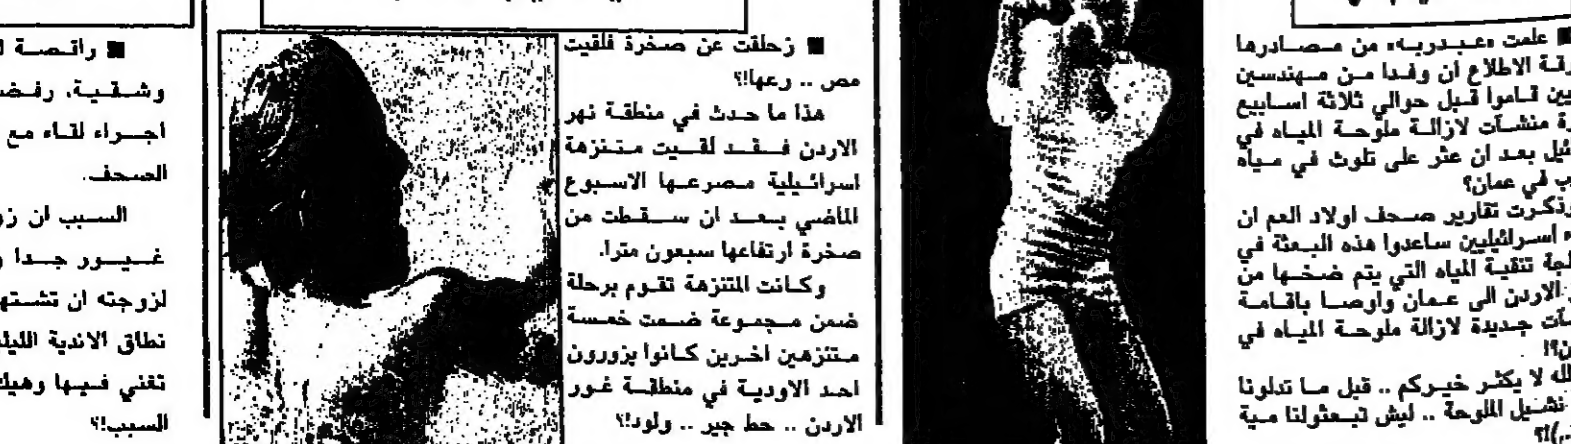 ■ علمت «عبدربه» من مصادرها
الاطلاع ان وفدا من مهندسين
قاموا قبل حوالي ثلاثة اسابيع
منشآت لازالة ملوحة المياه في
بعد ان عثر على تلوث في مياه
في عمان؟
وذكرت تقارير صحف اولاد العم ان
اسرائيليين ساعدوا هذه البعثة في
تنقية المياه التي يتم ضخها من
الاردن الى عمان واوصا باقامة
جديدة لازالة ملوحة المياه في
الله لا يكثر خيركم .. قبل ما تدلونا
نشيل الملوحة .. ليش تبعثولنا مية
■ زحلقت عن صخرة فلقيت
مص .. رعها!؟
هذا ما حدث في منطقة نهر
الاردن فقد لقيت متنزهة
اسرائيلية مصرعها الاسبوع
الماضي بعد ان سقطت من
صخرة ارتفاعها سبعون مترا.
وكانت المتنزهة تقوم برحلة
ضمن مجموعة ضمت خمسة
متنزهين اخرين كانوا يزورون
احد الاودية في منطقة غور
الاردن .. حط جير .. ولود!؟
■ راقصة
وشقية، رفضت
اجراء لقاء مع
الصحف.
السبب ان
غيور جدا
لزوجته ان
نطاق الاندية
تغني فيها وهيك
السبب!؟